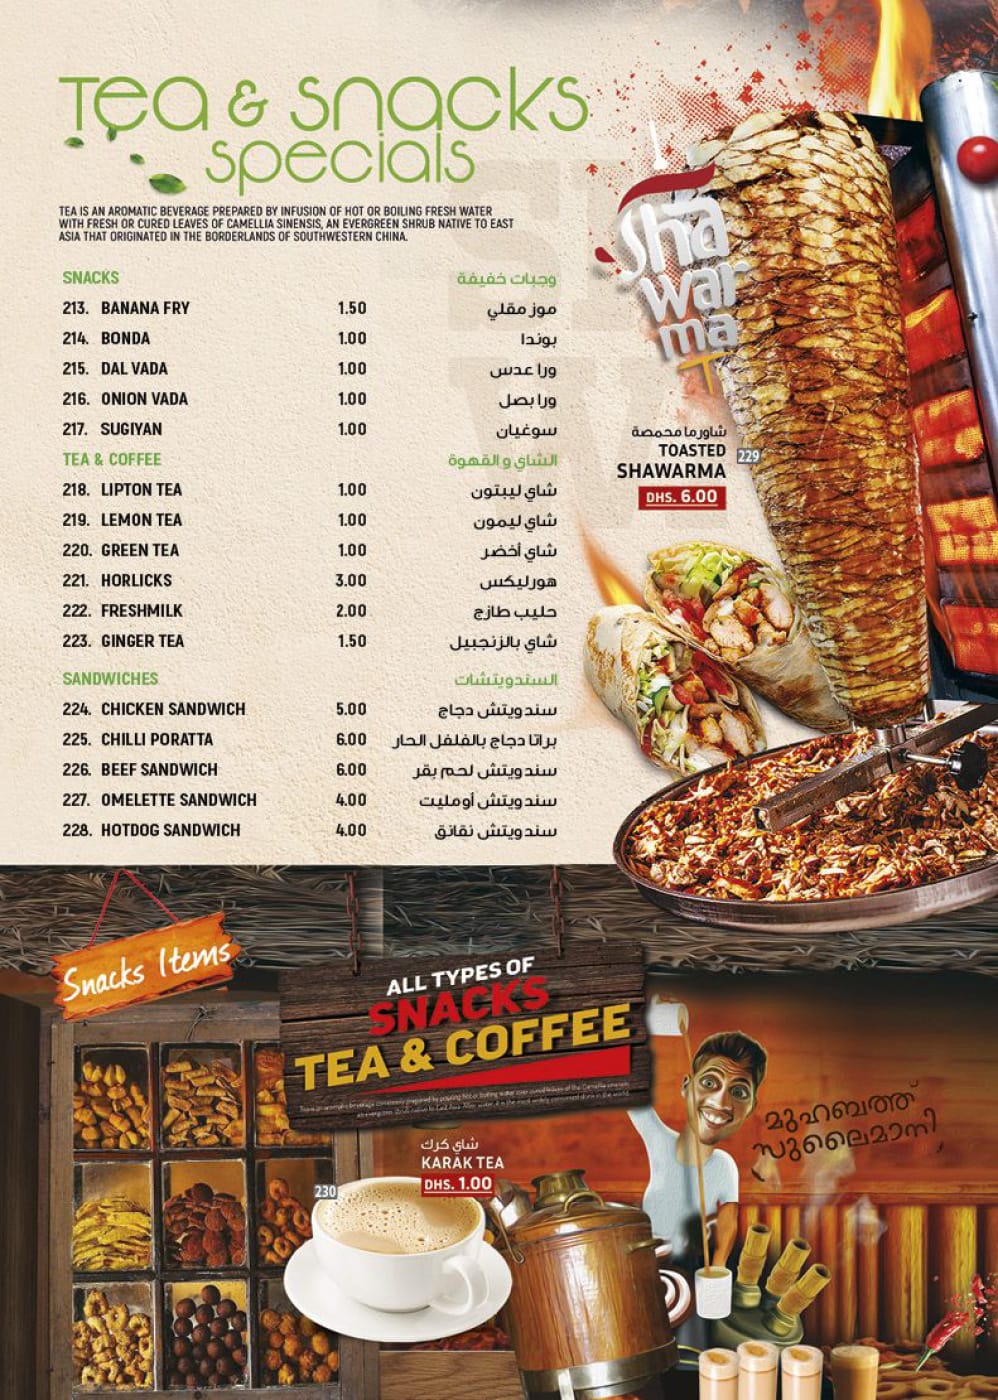 Tea & snacks
specials
TEA IS AN AROMATIC BEVERAGE PREPARED BY INFUSION OF HOT OR BOILING FRESH WATER
WITH FRESH OR CURED LEAVES OF CAMELLIA SINENSIS, AN EVERGREEN SHRUB NATIVE TO EAST
ASIA THAT ORIGINATED IN THE BORDERLANDS OF SOUTHWESTERN CHINA.
SNACKS وجبات خفيفة
213. BANANA FRY 1.50 موز مقلي
214. BONDA 1.00 بوندا
215. DAL VADA 1.00 ورا عدس
216. ONION VADA 1.00 ورا بصل
217. SUGIYAN 1.00 سوغيان
TEA & COFFEE الشاي و القهوة
218. LIPTON TEA 1.00 شاي ليبتون
219. LEMON TEA 1.00 شاي ليمون
220. GREEN TEA 1.00 شاي أخضر
221. HORLICKS 3.00 هورليكس
222. FRESHMILK 2.00 حليب طازج
223. GINGER TEA 1.50 شاي بالزنجبيل
SANDWICHES السندويتشات
224. CHICKEN SANDWICH 5.00 سندويتش دجاج
225. CHILLI PORATTA 6.00 براتا دجاج بالفلفل الحار
226. BEEF SANDWICH 6.00 سندويتش لحم بقر
227. OMELETTE SANDWICH 4.00 سندويتش أومليت
228. HOTDOG SANDWICH 4.00 سندويتش نقانق
Sha
war
ma
شاورما محمصة
TOASTED 229
SHAWARMA
DHS. 6.00
Snacks Items
ALL TYPES OF
SNACKS
TEA & COFFEE
شاي كرك
KARAK TEA
DHS. 1.00
230
മുഹബത്ത്
സുലൈമാനി